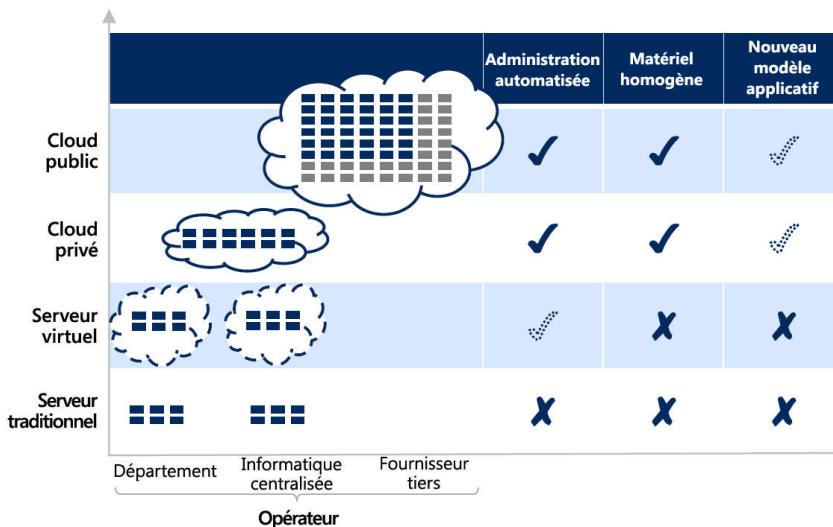 Administration
automatisée
Matériel
homogène
Nouveau
modèle
applicatif
Cloud
public
Cloud
privé
Serveur
virtuel
Serveur
traditionnel
Département
Informatique
centralisée
Fournisseur
tiers
Opérateur